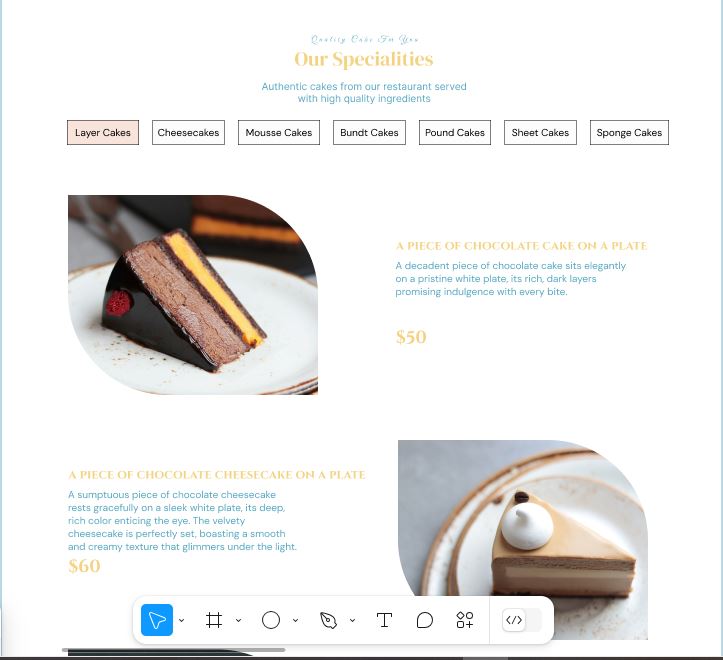 Quality Cake For You
Our Specialities
Authentic cakes from our restaurant served
with high quality ingredients
Layer Cakes
Cheesecakes
Mousse Cakes
Bundt Cakes
Pound Cakes
Sheet Cakes
Sponge Cakes
A PIECE OF CHOCOLATE CAKE ON A PLATE
A decadent piece of chocolate cake sits elegantly
on a pristine white plate, its rich, dark layers
promising indulgence with every bite.
$50
A PIECE OF CHOCOLATE CHEESECAKE ON A PLATE
A sumptuous piece of chocolate cheesecake
rests gracefully on a sleek white plate, its deep,
rich color enticing the eye. The velvety
cheesecake is perfectly set, boasting a smooth
and creamy texture that glimmers under the light.
$60